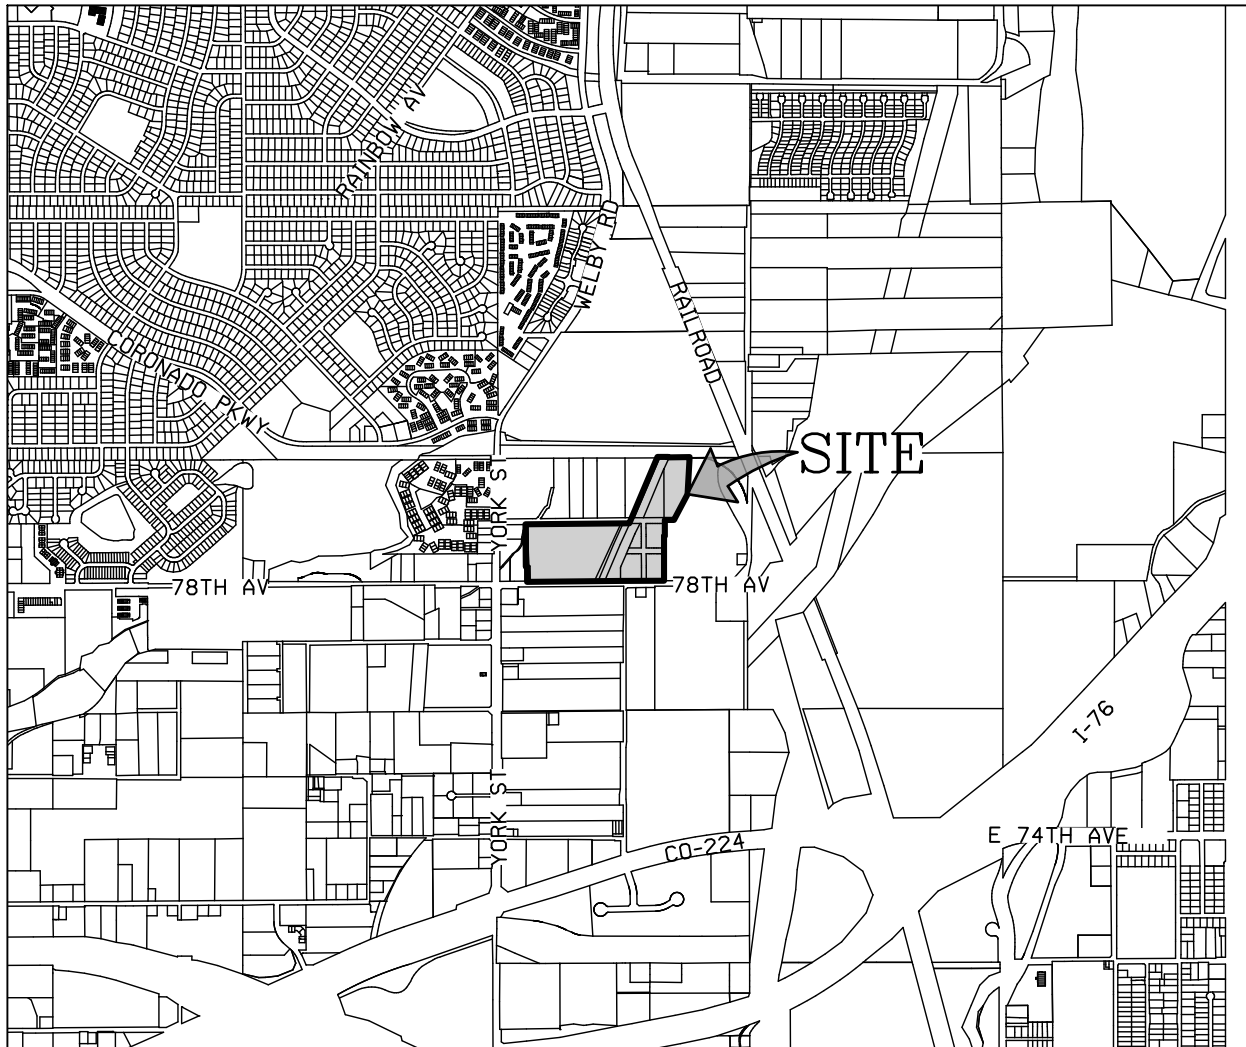 RAINBOW AV
WELBY RD
RAILROAD
CORONADO PKWY
SITE
YORK ST
78TH AV
78TH AV
I-76
YORK ST
E 74TH AVE
CO-224